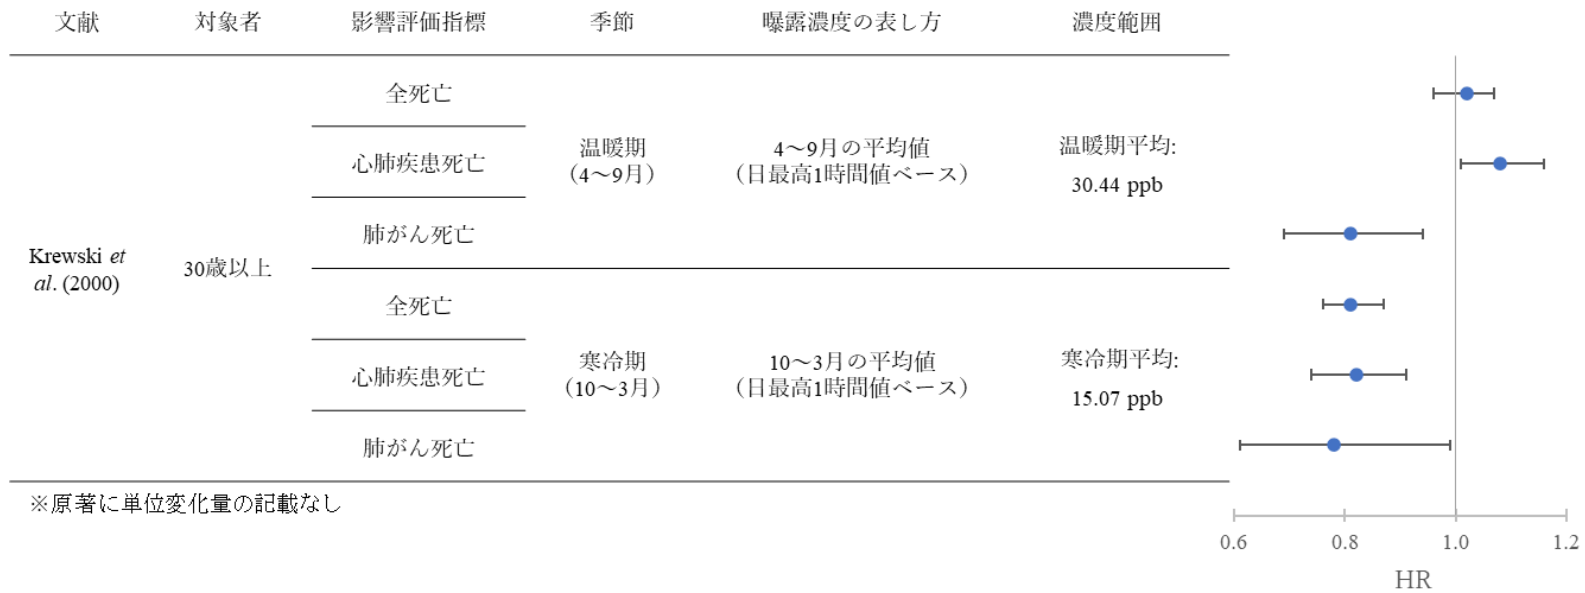 文献 対象者 影響評価指標 季節 曝露濃度の表し方 濃度範囲
全死亡
心肺疾患死亡
肺がん死亡
温暖期
(4～9月)
4～9月の平均値
(日最高1時間値ベース)
温暖期平均:
30.44 ppb
Krewski et
al. (2000)
30歳以上
全死亡
心肺疾患死亡
肺がん死亡
寒冷期
(10～3月)
10～3月の平均値
(日最高1時間値ベース)
寒冷期平均:
15.07 ppb
※原著に単位変化量の記載なし
0.6 0.8 1.0 1.2
HR